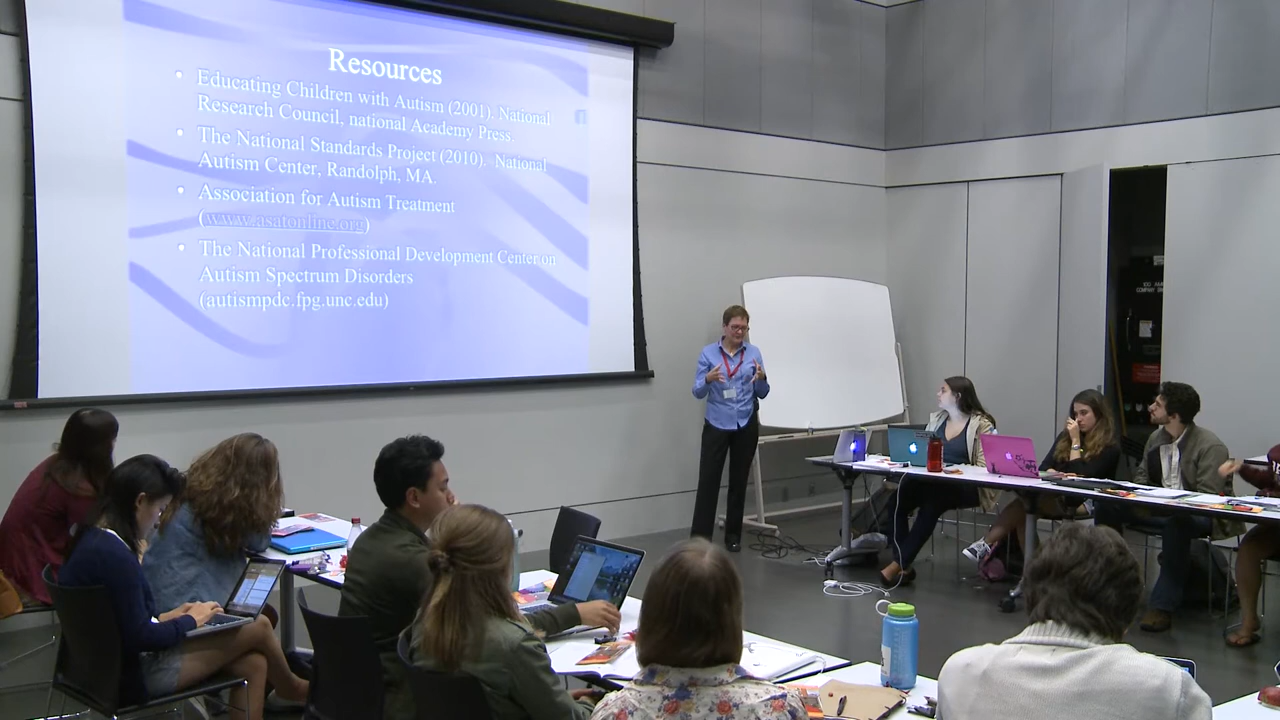 Resources
• Educating Children with Autism (2001). National
Research Council, national Academy Press.
• The National Standards Project (2010). National
Autism Center, Randolph, MA.
• Association for Autism Treatment
(www.asatonline.org)
• The National Professional Development Center on
Autism Spectrum Disorders
(autismpdc.fpg.unc.edu)